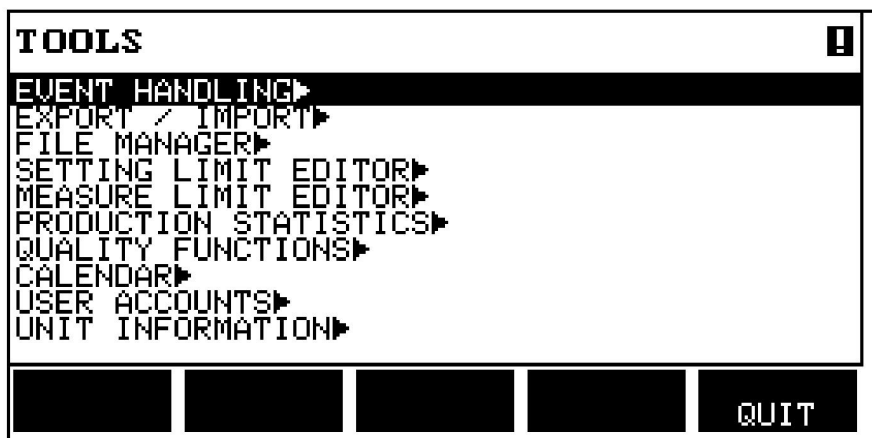 TOOLS !
EVENT HANDLING▶
EXPORT / IMPORT▶
FILE MANAGER▶
SETTING LIMIT EDITOR▶
MEASURE LIMIT EDITOR▶
PRODUCTION STATISTICS▶
QUALITY FUNCTIONS▶
CALENDAR▶
USER ACCOUNTS▶
UNIT INFORMATION▶
QUIT